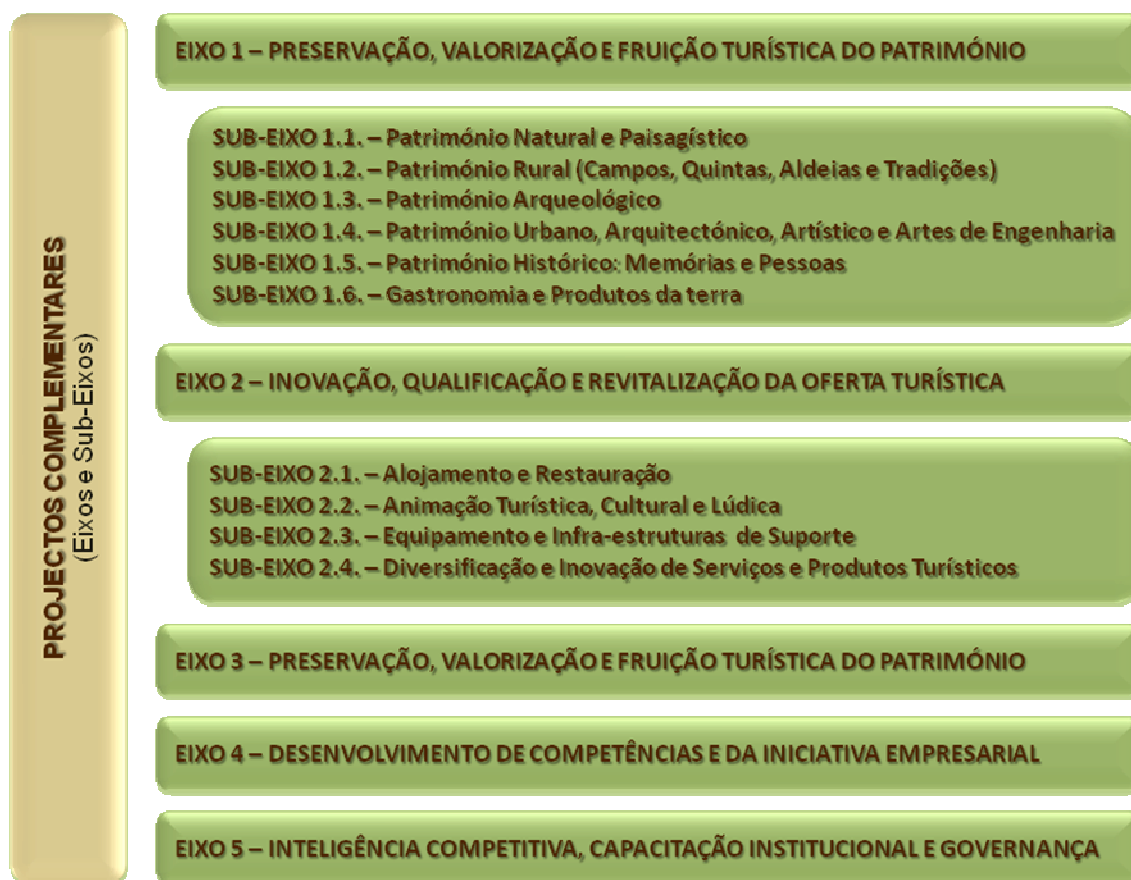 PROJECTOS COMPLEMENTARES
(Eixos e Sub-Eixos)
EIXO 1 – PRESERVAÇÃO, VALORIZAÇÃO E FRUIÇÃO TURÍSTICA DO PATRIMÓNIO
SUB-EIXO 1.1. – Património Natural e Paisagístico
SUB-EIXO 1.2. – Património Rural (Campos, Quintas, Aldeias e Tradições)
SUB-EIXO 1.3. – Património Arqueológico
SUB-EIXO 1.4. – Património Urbano, Arquitectónico, Artístico e Artes de Engenharia
SUB-EIXO 1.5. – Património Histórico: Memórias e Pessoas
SUB-EIXO 1.6. – Gastronomia e Produtos da terra
EIXO 2 – INOVAÇÃO, QUALIFICAÇÃO E REVITALIZAÇÃO DA OFERTA TURÍSTICA
SUB-EIXO 2.1. – Alojamento e Restauração
SUB-EIXO 2.2. – Animação Turística, Cultural e Lúdica
SUB-EIXO 2.3. – Equipamento e Infra-estruturas de Suporte
SUB-EIXO 2.4. – Diversificação e Inovação de Serviços e Produtos Turísticos
EIXO 3 – PRESERVAÇÃO, VALORIZAÇÃO E FRUIÇÃO TURÍSTICA DO PATRIMÓNIO
EIXO 4 – DESENVOLVIMENTO DE COMPETÊNCIAS E DA INICIATIVA EMPRESARIAL
EIXO 5 – INTELIGÊNCIA COMPETITIVA, CAPACITAÇÃO INSTITUCIONAL E GOVERNANÇA